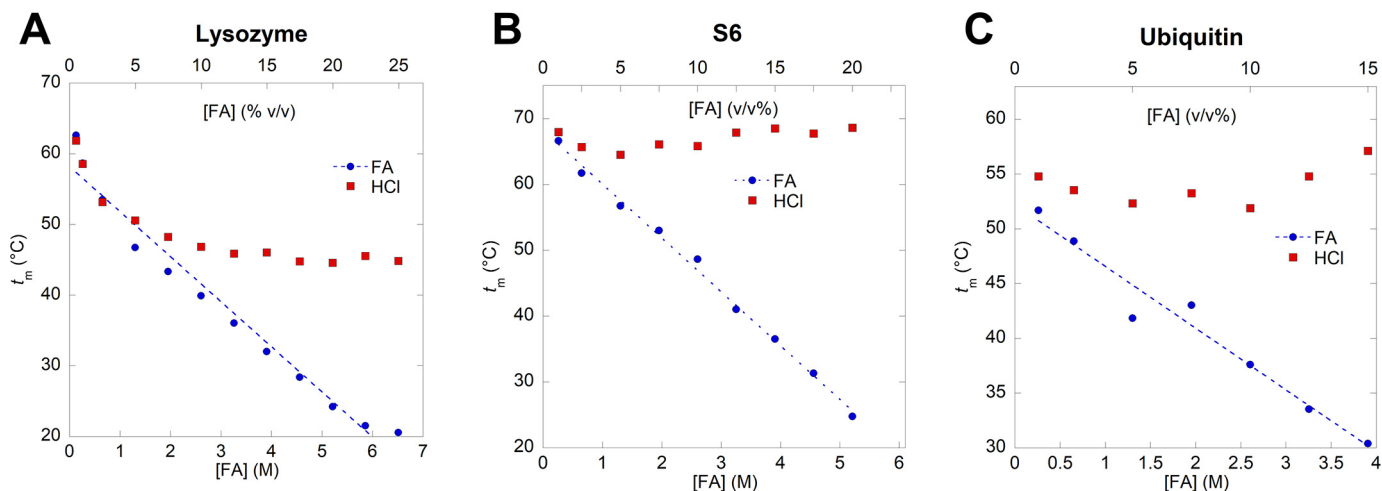 A
Lysozyme
0 5 10 15 20 25
[FA] (% v/v)
70
60
50
40
30
20
t_m (°C)
FA
HCl
0 1 2 3 4 5 6 7
[FA] (M)
B
S6
0 5 10 15 20
[FA] (v/v%)
80
70
60
50
40
30
20
t_m (°C)
FA
HCl
0 1 2 3 4 5 6
[FA] (M)
C
Ubiquitin
0 5 10 15
[FA] (v/v%)
60
55
50
45
40
35
30
t_m (°C)
FA
HCl
0 0.5 1 1.5 2 2.5 3 3.5 4
[FA] (M)